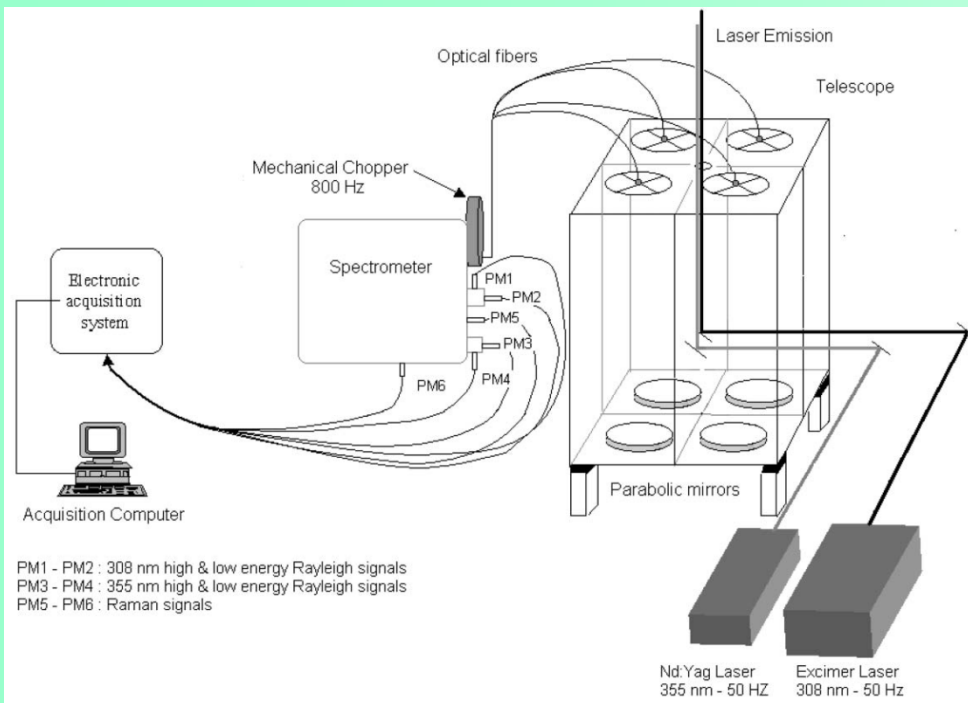 Laser Emission
Optical fibers
Telescope
Mechanical Chopper
800 Hz
Spectrometer
PM1
PM2
PM5
PM3
PM4
PM6
Electronic
acquisition
system
Acquisition Computer
Parabolic mirrors
PM1 - PM2 : 308 nm high & low energy Rayleigh signals
PM3 - PM4 : 355 nm high & low energy Rayleigh signals
PM5 - PM6 : Raman signals
Nd:Yag Laser
355 nm - 50 HZ
Excimer Laser
308 nm - 50 Hz